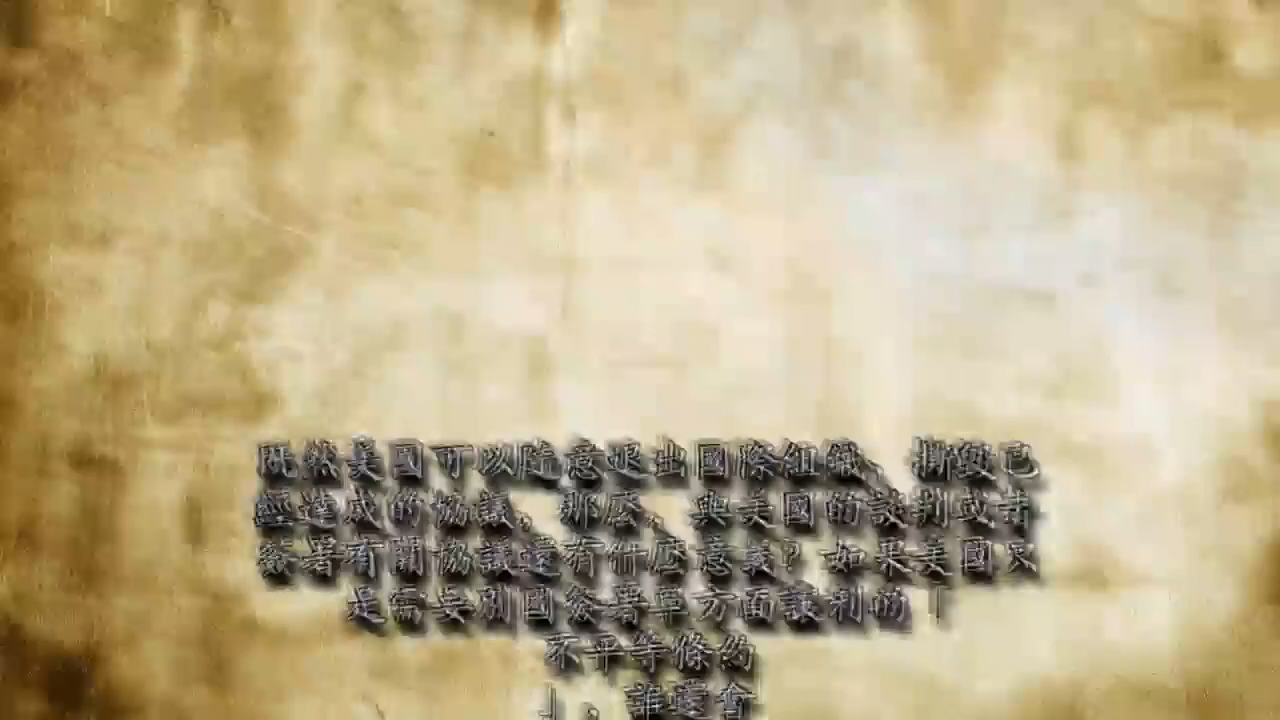 既然美國可以隨意退出國際組織、撕毀已
經達成的協議。那麼、與美國的談判或者
簽署有關協議還有什麼意義？如果美國只
是需要別國簽署單方面談利的「
不平等條約
」。誰還會